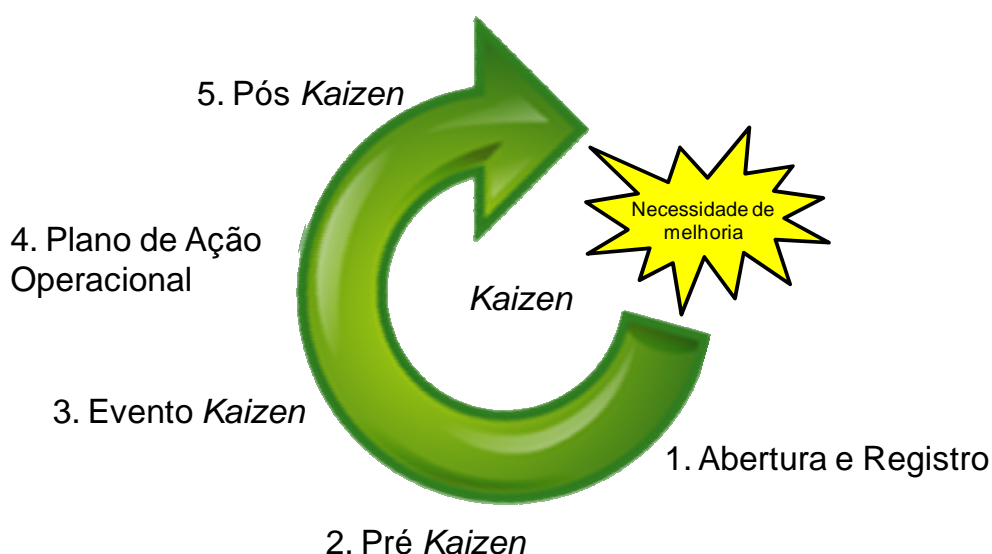 5. Pós Kaizen
Necessidade de
melhoria
4. Plano de Ação
Operacional
Kaizen
3. Evento Kaizen
1. Abertura e Registro
2. Pré Kaizen